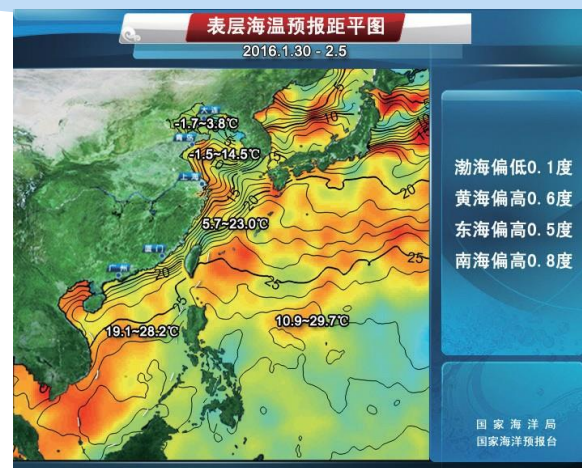 表层海温预报距平图
2016.1.30 - 2.5
大连
-1.7~3.8℃
青岛
-1.5~14.5℃
上海
5.7~23.0℃
厦门
广州
19.1~28.2℃
10.9~29.7℃
10
15
20
20
20
25
25
25
渤海偏低0.1度
黄海偏高0.6度
东海偏高0.5度
南海偏高0.8度
国家海洋局
国家海洋预报台